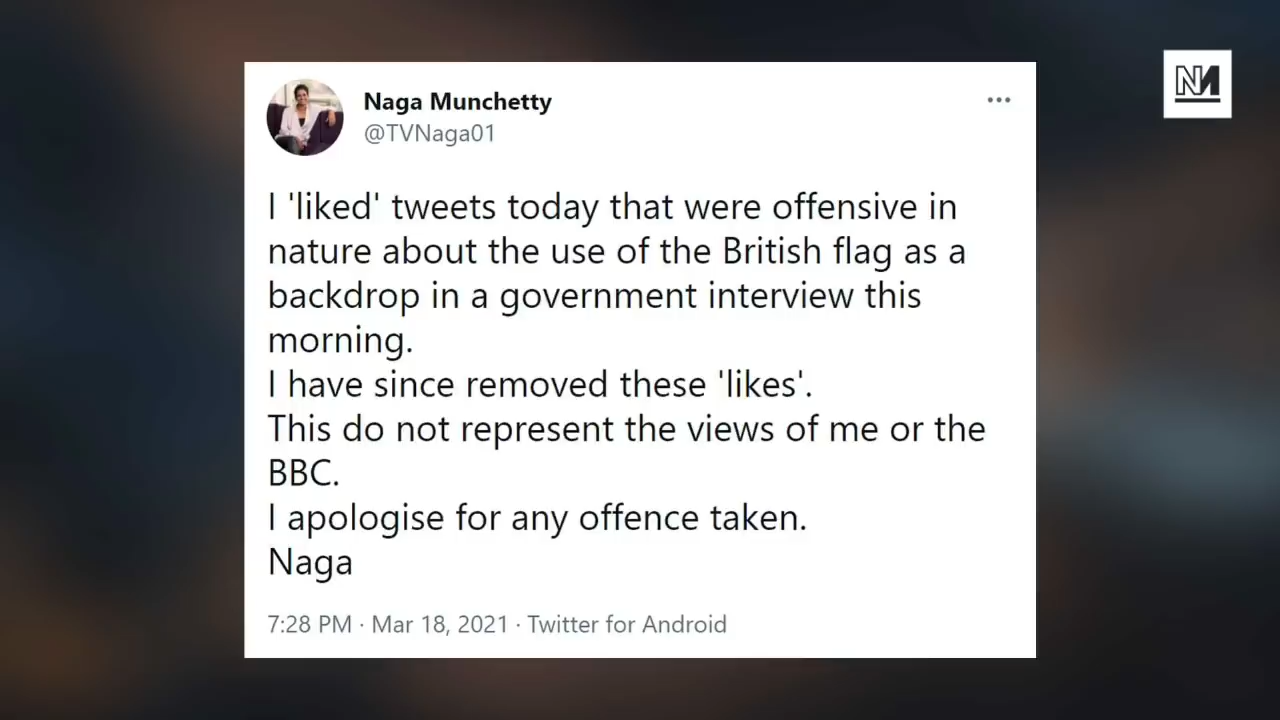 NM
Naga Munchetty
@TVNaga01
I 'liked' tweets today that were offensive in
nature about the use of the British flag as a
backdrop in a government interview this
morning.
I have since removed these 'likes'.
This do not represent the views of me or the
BBC.
I apologise for any offence taken.
Naga
7:28 PM · Mar 18, 2021 · Twitter for Android